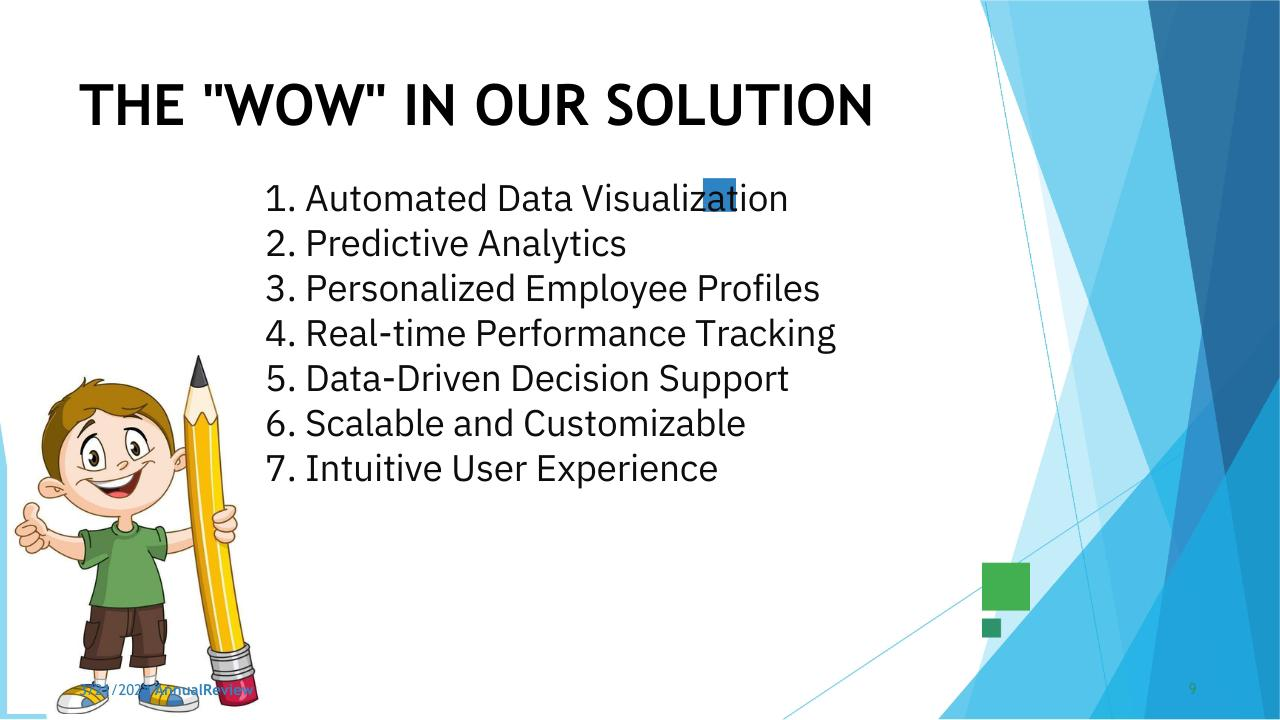 THE "WOW" IN OUR SOLUTION
1. Automated Data Visualization
2. Predictive Analytics
3. Personalized Employee Profiles
4. Real-time Performance Tracking
5. Data-Driven Decision Support
6. Scalable and Customizable
7. Intuitive User Experience
AnnualReview
9